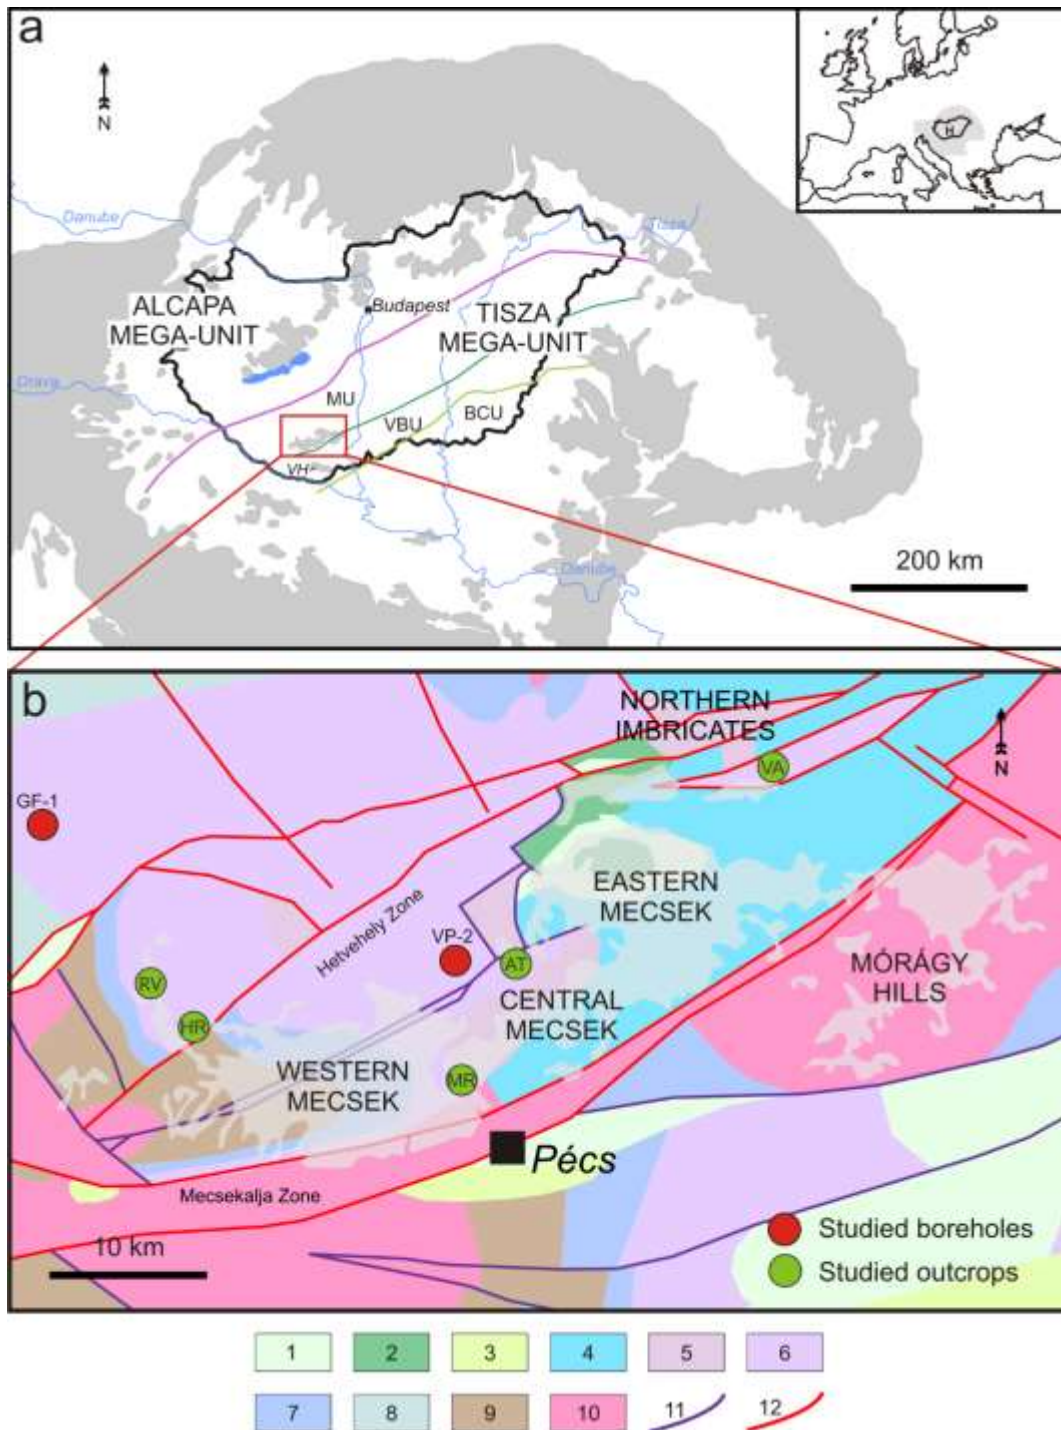 a
N
H
Danube
Tisza
ALCAPA
MEGA-UNIT
Budapest
TISZA
MEGA-UNIT
Drava
MU
VBU
BCU
Danube
200 km
b
NORTHERN
IMBRICATES
N
VA
GF-1
EASTERN
MECSEK
Hetvehely Zone
VP-2
AT
RV
MÓRÁGY
HILLS
CENTRAL
MECSEK
HR
WESTERN
MECSEK
MR
Pécs
Mecsekalja Zone
10 km
Studied boreholes
Studied outcrops
1 2 3 4 5 6
7 8 9 10 11 12